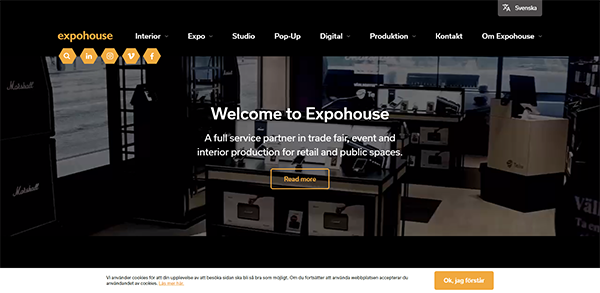 Svenska
expohouse
Interior Expo Studio Pop-Up Digital Produktion Kontakt Om Expohouse
Marshall
Welcome to Expohouse
A full service partner in trade fair, event and
interior production for retail and public spaces.
Read more
Marshall
Vi använder cookies för att din upplevelse av att besöka sidan ska bli så bra som möjligt. Om du fortsätter att använda webbplatsen accepterar du
användandet av cookies. Läs mer här.
Ok, jag förstår